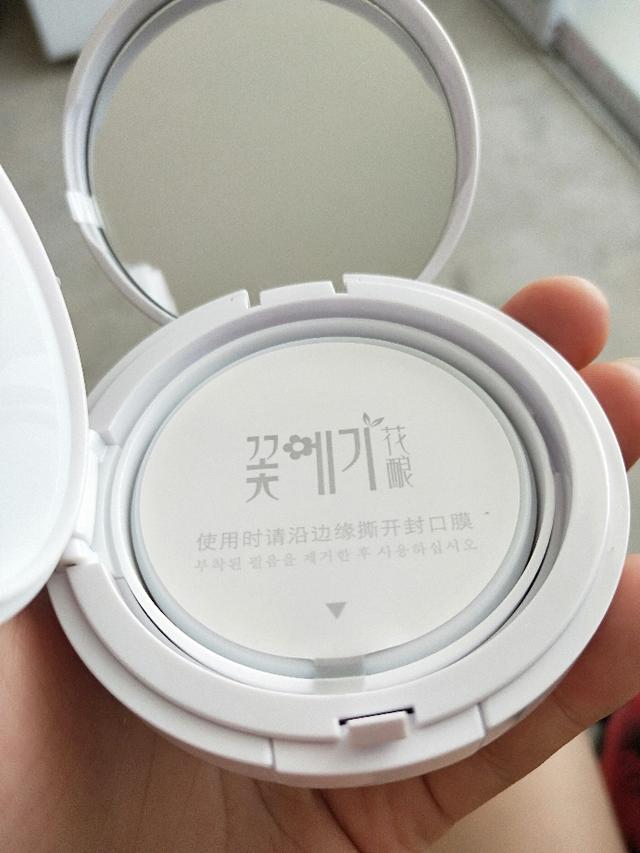 꽃에기 花酿
使用时请沿边缘撕开封口膜
부착된 필름을 제거한 후 사용하십시오